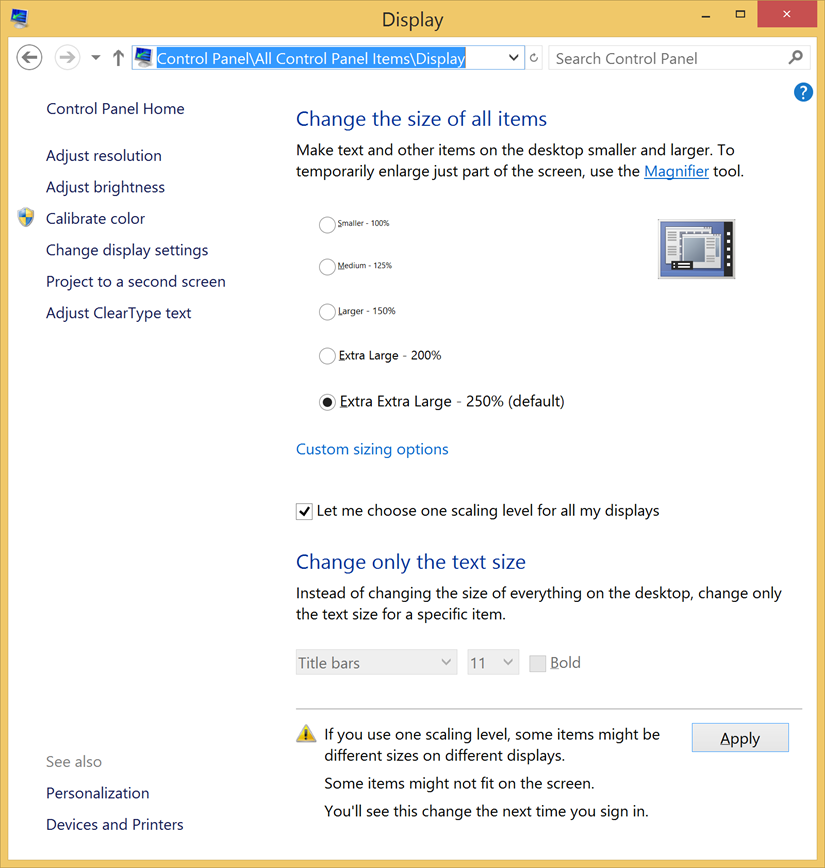 Display
Control Panel\All Control Panel Items\Display
Search Control Panel
?
Control Panel Home
Adjust resolution
Adjust brightness
Calibrate color
Change display settings
Project to a second screen
Adjust ClearType text
See also
Personalization
Devices and Printers
Change the size of all items
Make text and other items on the desktop smaller and larger. To
temporarily enlarge just part of the screen, use the Magnifier tool.
Smaller - 100%
Medium - 125%
Larger - 150%
Extra Large - 200%
Extra Extra Large - 250% (default)
Custom sizing options
Let me choose one scaling level for all my displays
Change only the text size
Instead of changing the size of everything on the desktop, change only
the text size for a specific item.
Title bars 11 Bold
If you use one scaling level, some items might be
different sizes on different displays.
Some items might not fit on the screen.
You'll see this change the next time you sign in.
Apply